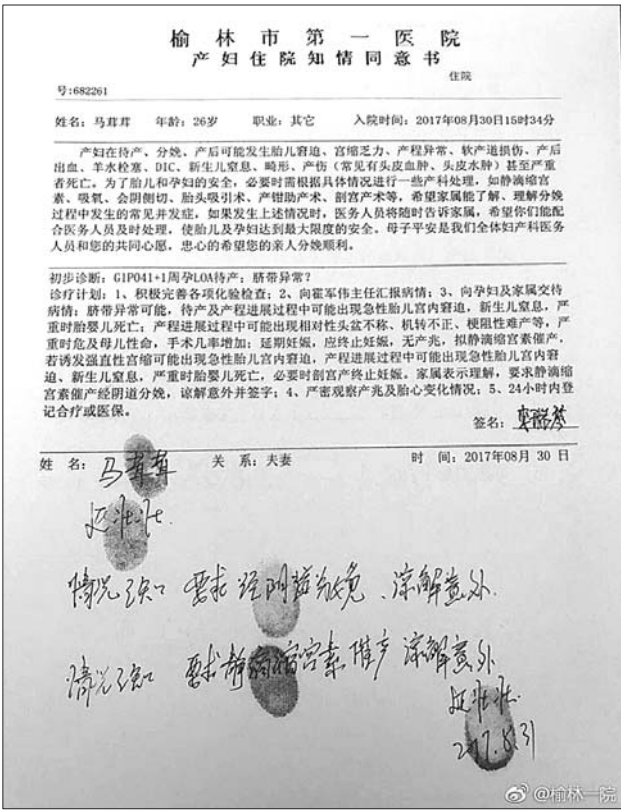 榆林市第一医院
产妇住院知情同意书
住院
号:682261
姓名：马茸茸 年龄：26岁 职业：其它 入院时间：2017年08月30日15时34分
产妇在待产、分娩、产后可能发生胎儿窘迫、宫缩乏力、产程异常、软产道损伤、产后
出血、羊水栓塞、DIC、新生儿窒息、畸形、产伤（常见有头皮血肿、头皮水肿）甚至严重
者死亡。为了胎儿和孕妇的安全，必要时需根据具体情况进行一些产科处理，如静滴缩宫
素、吸氧、会阴侧切、胎头吸引术、产钳助产术、剖宫产术等，希望家属能了解、理解分娩
过程中发生的常见并发症，如果发生上述情况时，医务人员将随时告诉家属，希望你们能配
合医务人员及时处理，使胎儿及孕妇达到最大限度的安全。母子平安是我们全体妇产科医务
人员和您的共同心愿，忠心的希望您的亲人分娩顺利。
初步诊断：G1P041+1周孕LOA待产；脐带异常？
诊疗计划：1、积极完善各项化验检查；2、向霍军伟主任汇报病情；3、向孕妇及家属交待
病情：脐带异常可能，待产及产程进展过程中可能出现急性胎儿宫内窘迫，新生儿窒息，严
重时胎婴儿死亡；产程进展过程中可能出现相对性头盆不称、机转不正、梗阻性难产等，严
重时危及母儿性命，手术几率增加；延期妊娠，应终止妊娠，无产兆，拟静滴缩宫素催产，
若诱发强直性宫缩可能出现急性胎儿宫内窘迫，产程进展过程中可能出现急性胎儿宫内窘
迫、新生儿窒息，严重时胎婴儿死亡，必要时剖宫产终止妊娠。家属表示理解，要求静滴缩
宫素催产经阴道分娩，谅解意外并签字；4、严密观察产兆及胎心变化情况；5、24小时内登
记合疗或医保。
签名：
姓 名：马茸茸 关 系：夫妻 时 间：2017年08月 30 日
延壮壮
情况已知 要求经阴道分娩、谅解意外.
情况已知 要求静滴缩宫素催产 谅解意外
延壮壮
2017.8.31
@榆林一院